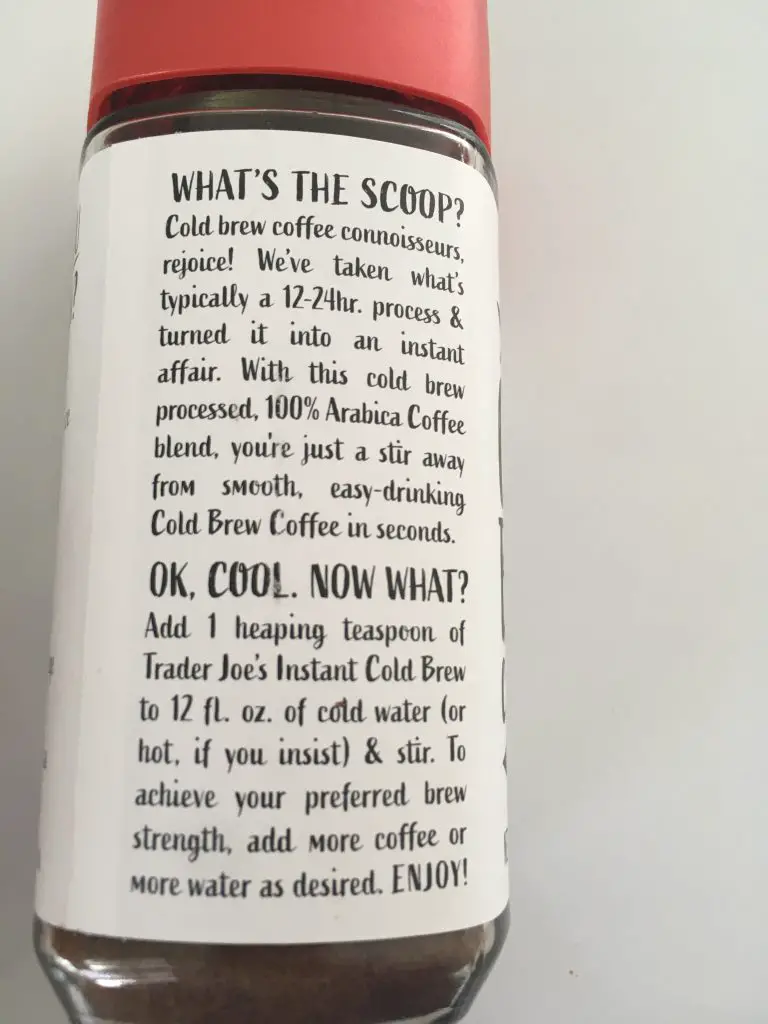 WHAT'S THE SCOOP?
Cold brew coffee connoisseurs,
rejoice! We've taken what's
typically a 12-24hr. process &
turned it into an instant
affair. With this cold brew
processed, 100% Arabica Coffee
blend, you're just a stir away
from smooth, easy-drinking
Cold Brew Coffee in seconds.
OK, COOL. NOW WHAT?
Add 1 heaping teaspoon of
Trader Joe's Instant Cold Brew
to 12 fl. oz. of cold water (or
hot, if you insist) & stir. To
achieve your preferred brew
strength, add more coffee or
more water as desired. ENJOY!